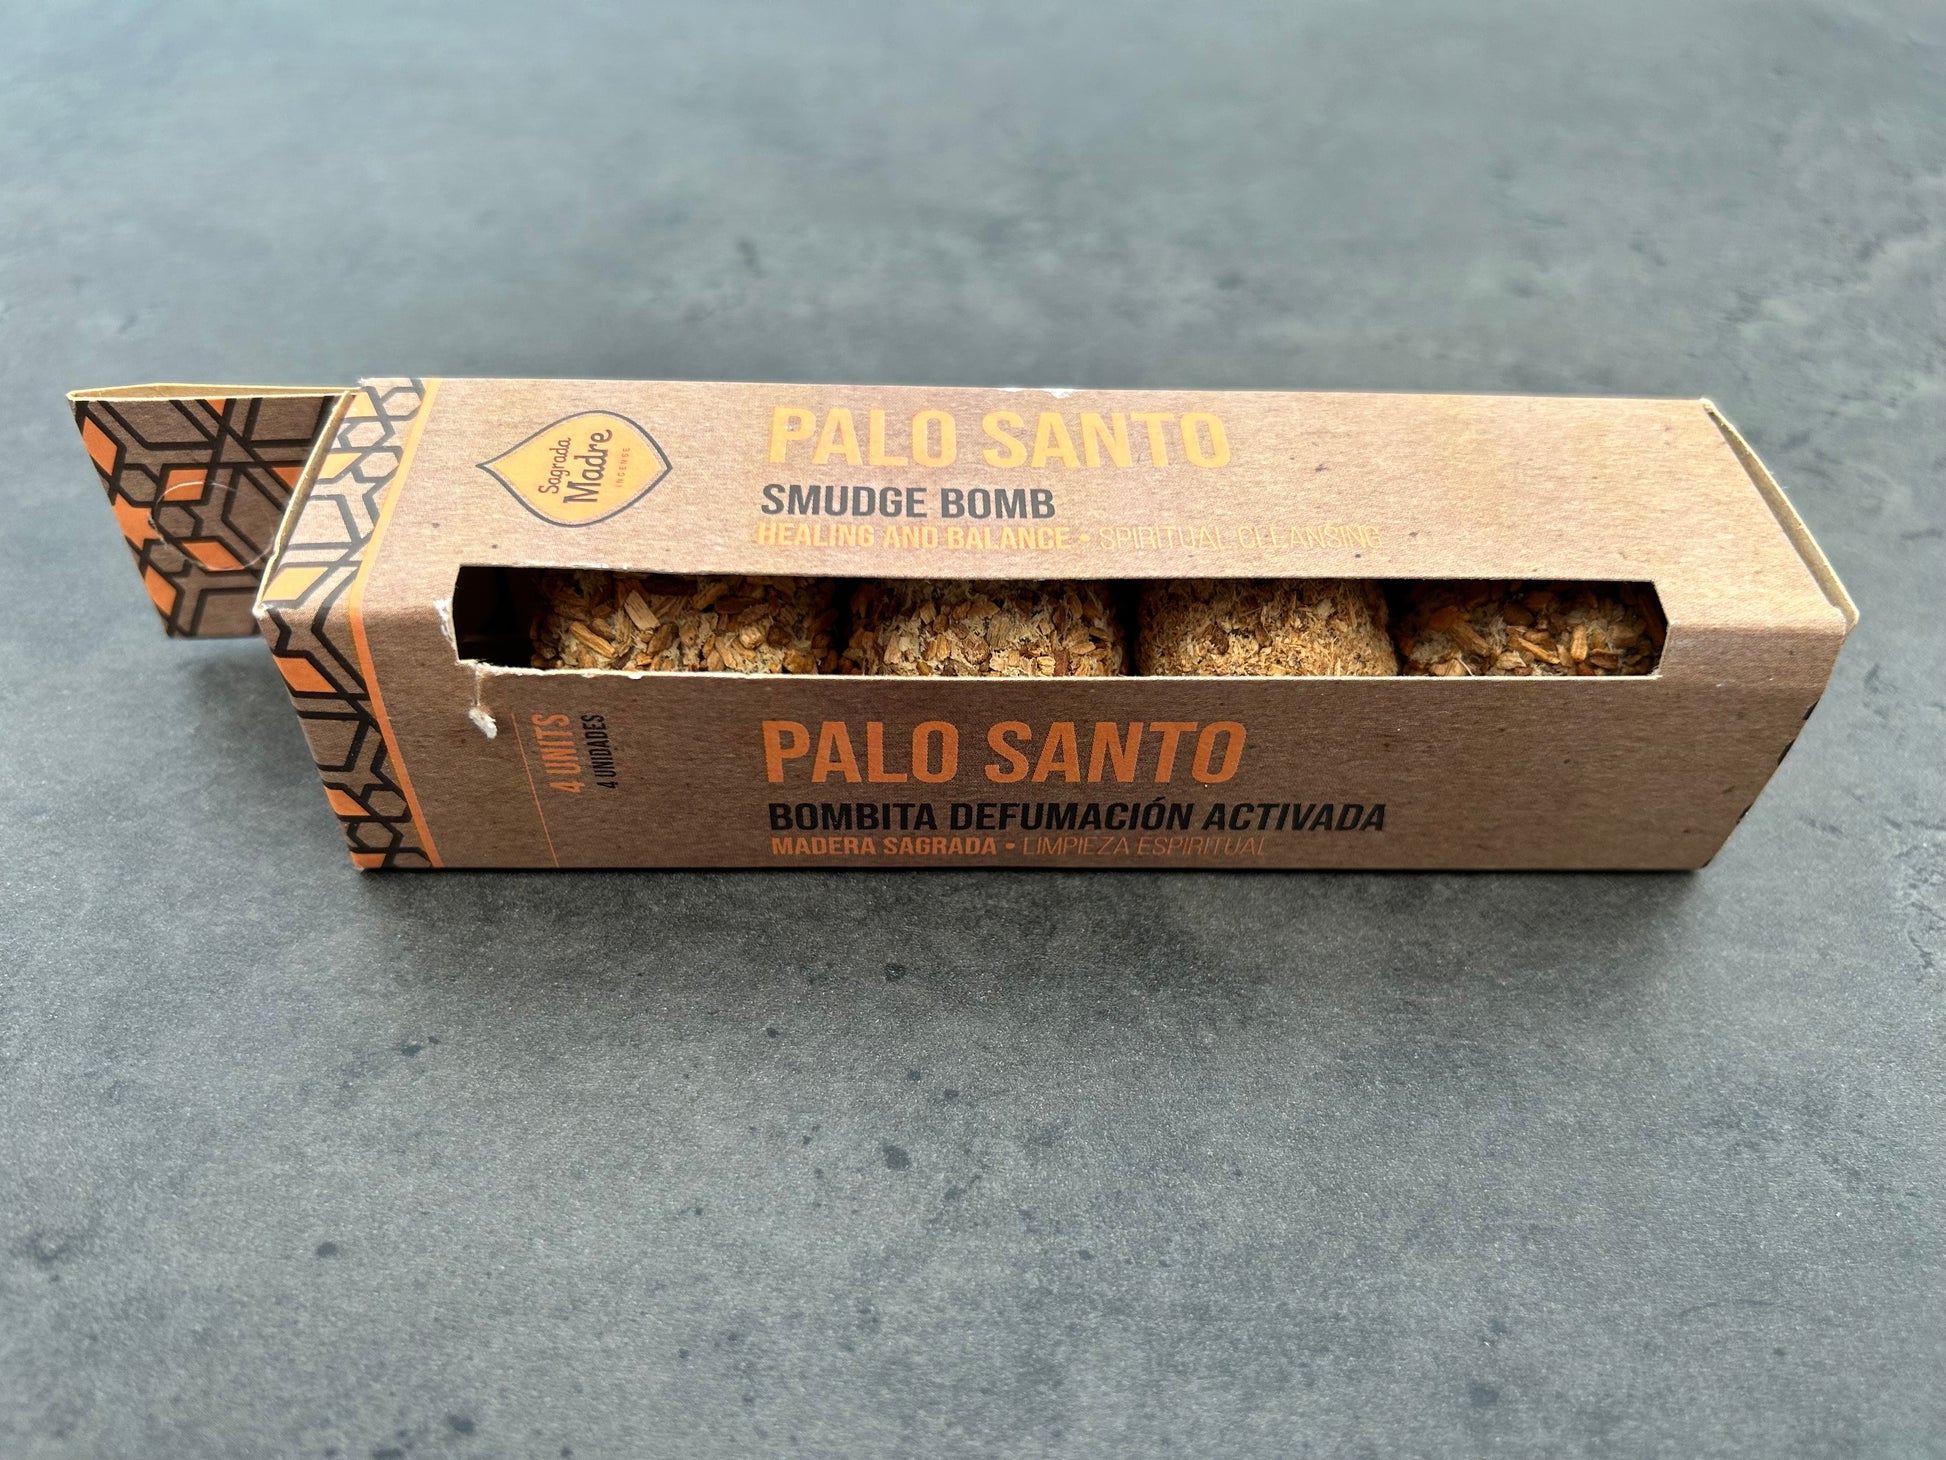 Sagrada
Madre
INCENSE
PALO SANTO
SMUDGE BOMB
HEALING AND BALANCE • SPIRITUAL CLEANSING
4 UNITS
4 UNIDADES
PALO SANTO
BOMBITA DEFUMACIÓN ACTIVADA
MADERA SAGRADA • LIMPIEZA ESPIRITUAL